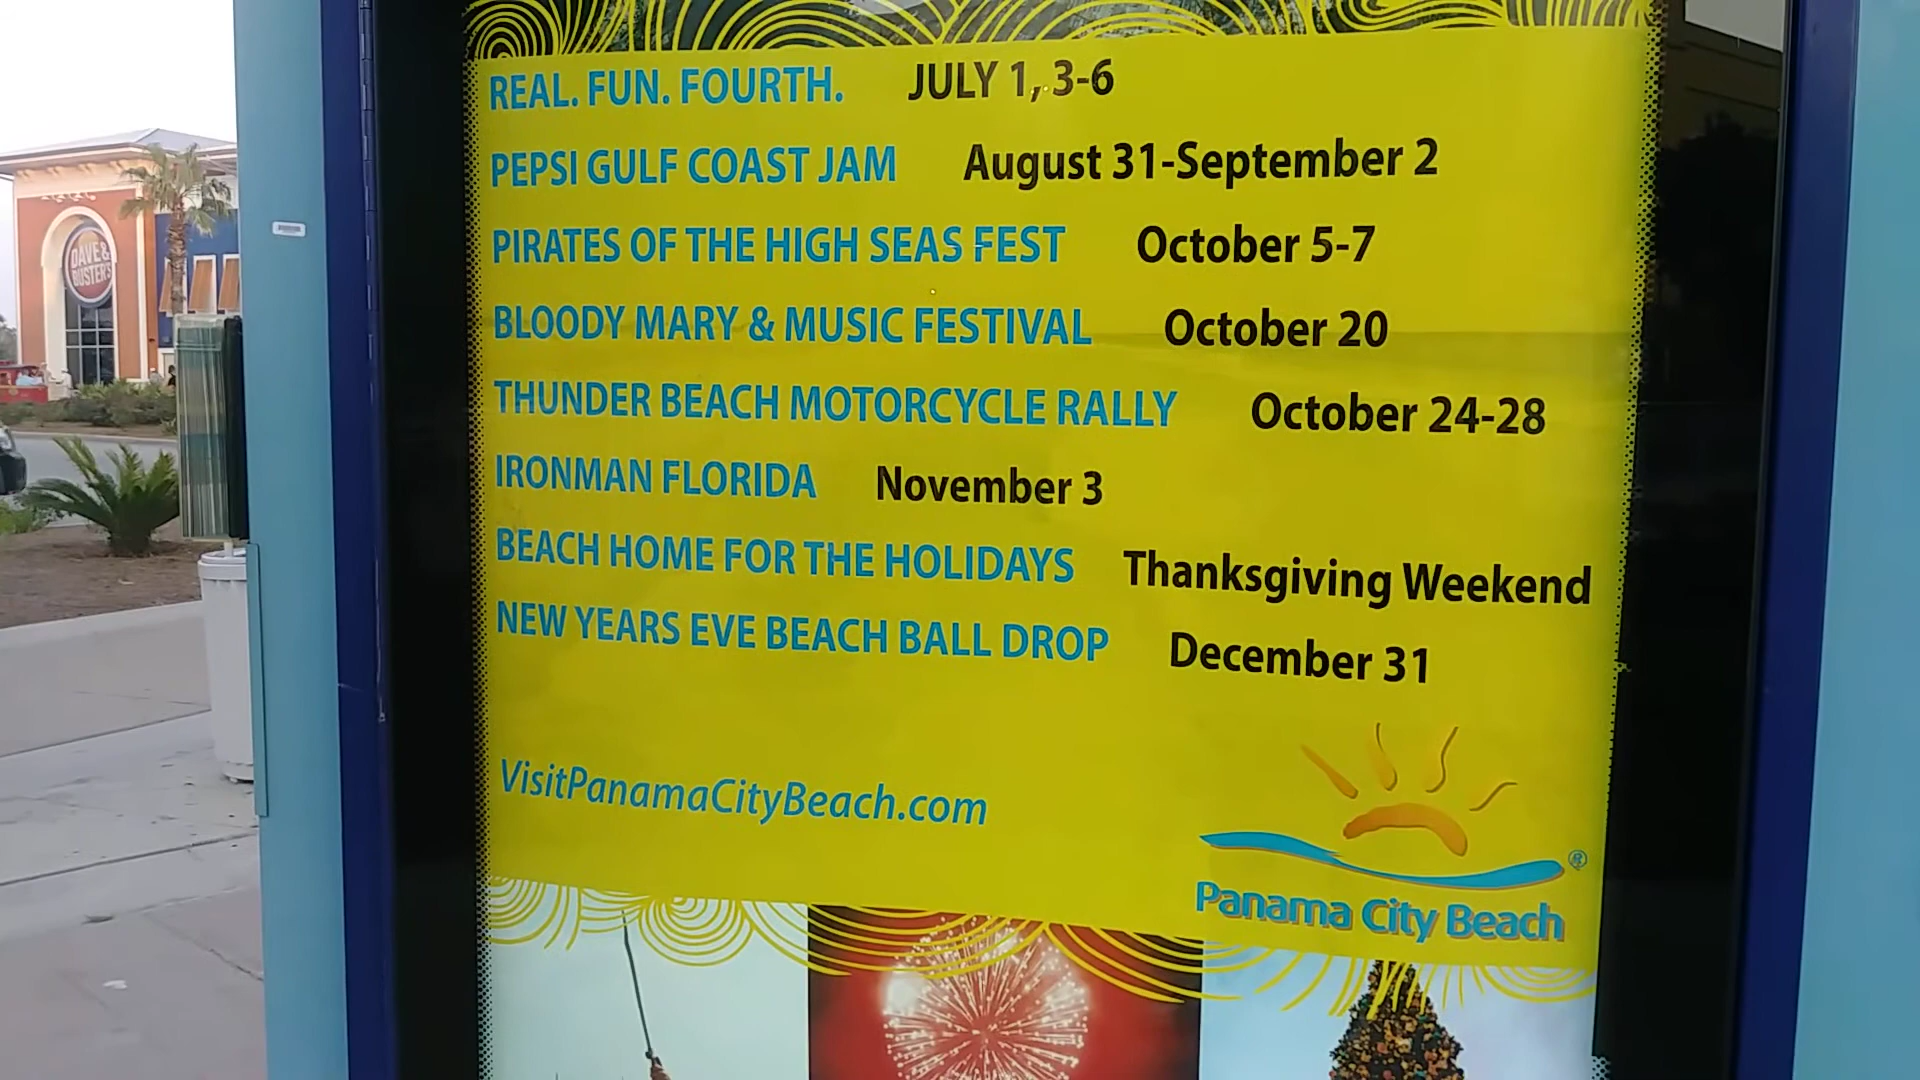 REAL. FUN. FOURTH. JULY 1, 3-6
PEPSI GULF COAST JAM August 31-September 2
PIRATES OF THE HIGH SEAS FEST October 5-7
BLOODY MARY & MUSIC FESTIVAL October 20
THUNDER BEACH MOTORCYCLE RALLY October 24-28
IRONMAN FLORIDA November 3
BEACH HOME FOR THE HOLIDAYS Thanksgiving Weekend
NEW YEARS EVE BEACH BALL DROP December 31
VisitPanamaCityBeach.com
Panama City Beach®
DAVE &
BUSTER'S